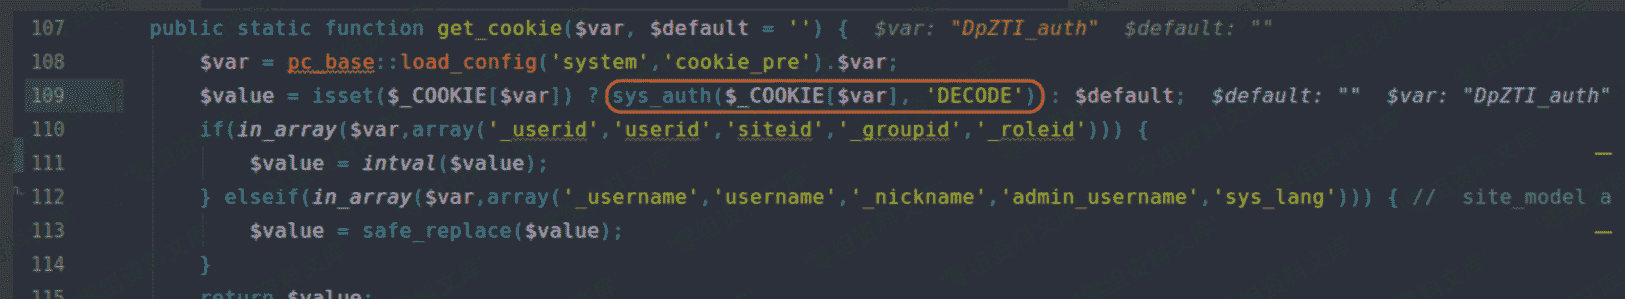 107 public static function get_cookie($var, $default = '') { $var: "DpZTI_auth" $default: ""
108 $var = pc_base::load_config('system','cookie_pre').$var;
109 $value = isset($_COOKIE[$var]) ? sys_auth($_COOKIE[$var], 'DECODE') : $default; $default: "" $var: "DpZTI_auth"
110 if(in_array($var,array('_userid','userid','siteid','_groupid','_roleid'))) {
111 $value = intval($value);
112 } elseif(in_array($var,array('_username','username','_nickname','admin_username','sys_lang'))) { // site_model a
113 $value = safe_replace($value);
114 }
115 return $value;